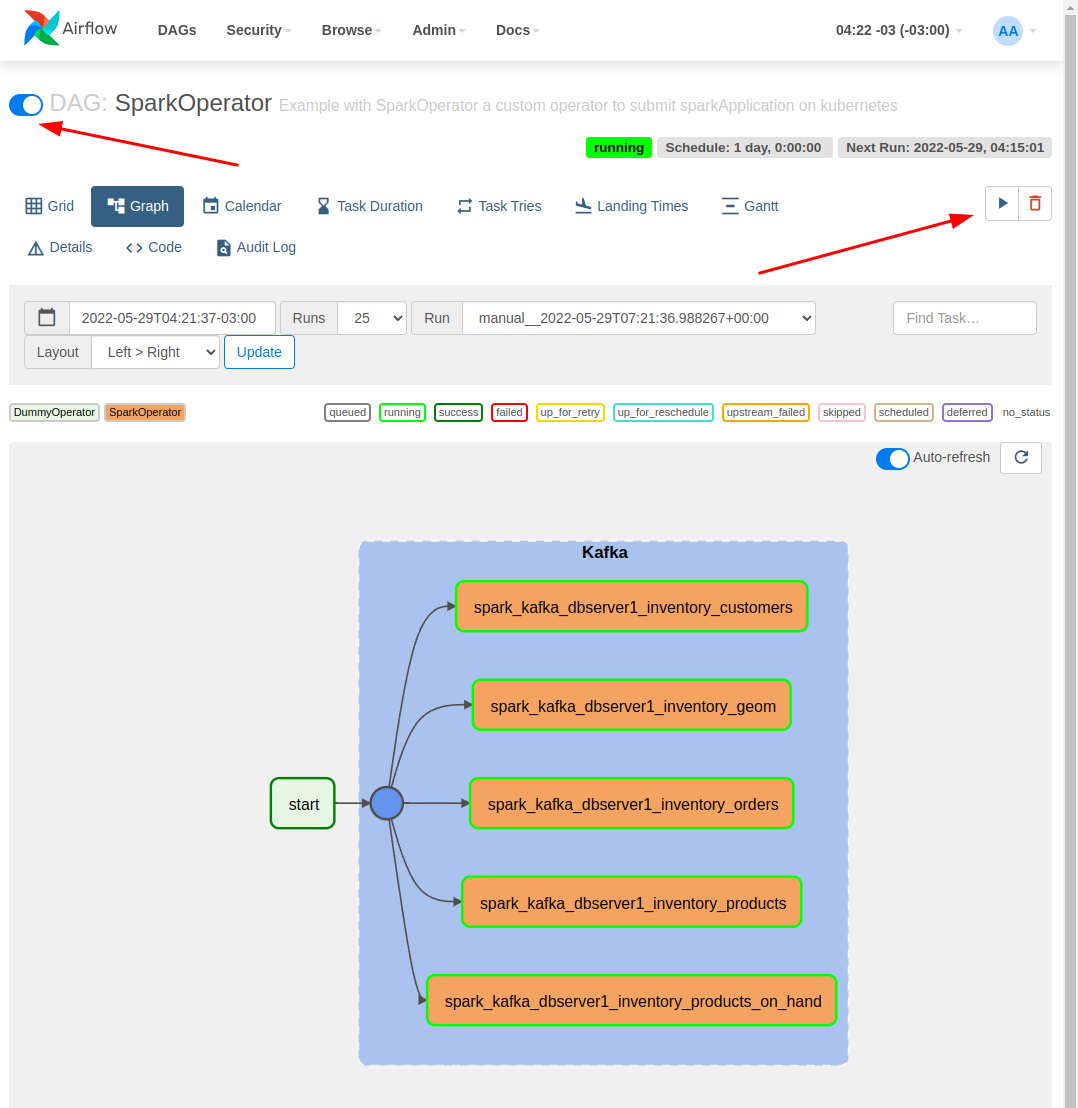 Airflow DAGs Security Browse Admin Docs 04:22 -03 (-03:00) AA
DAG: SparkOperator Example with SparkOperator a custom operator to submit sparkApplication on kubernetes
running Schedule: 1 day, 0:00:00 Next Run: 2022-05-29, 04:15:01
Grid Graph Calendar Task Duration Task Tries Landing Times Gantt
Details Code Audit Log
2022-05-29T04:21:37-03:00 Runs 25 Run manual__2022-05-29T07:21:36.988267+00:00 Find Task…
Layout Left > Right Update
DummyOperator SparkOperator queued running success failed up_for_retry up_for_reschedule upstream_failed skipped scheduled deferred no_status
Auto-refresh
Kafka
spark_kafka_dbserver1_inventory_customers
spark_kafka_dbserver1_inventory_geom
start spark_kafka_dbserver1_inventory_orders
spark_kafka_dbserver1_inventory_products
spark_kafka_dbserver1_inventory_products_on_hand